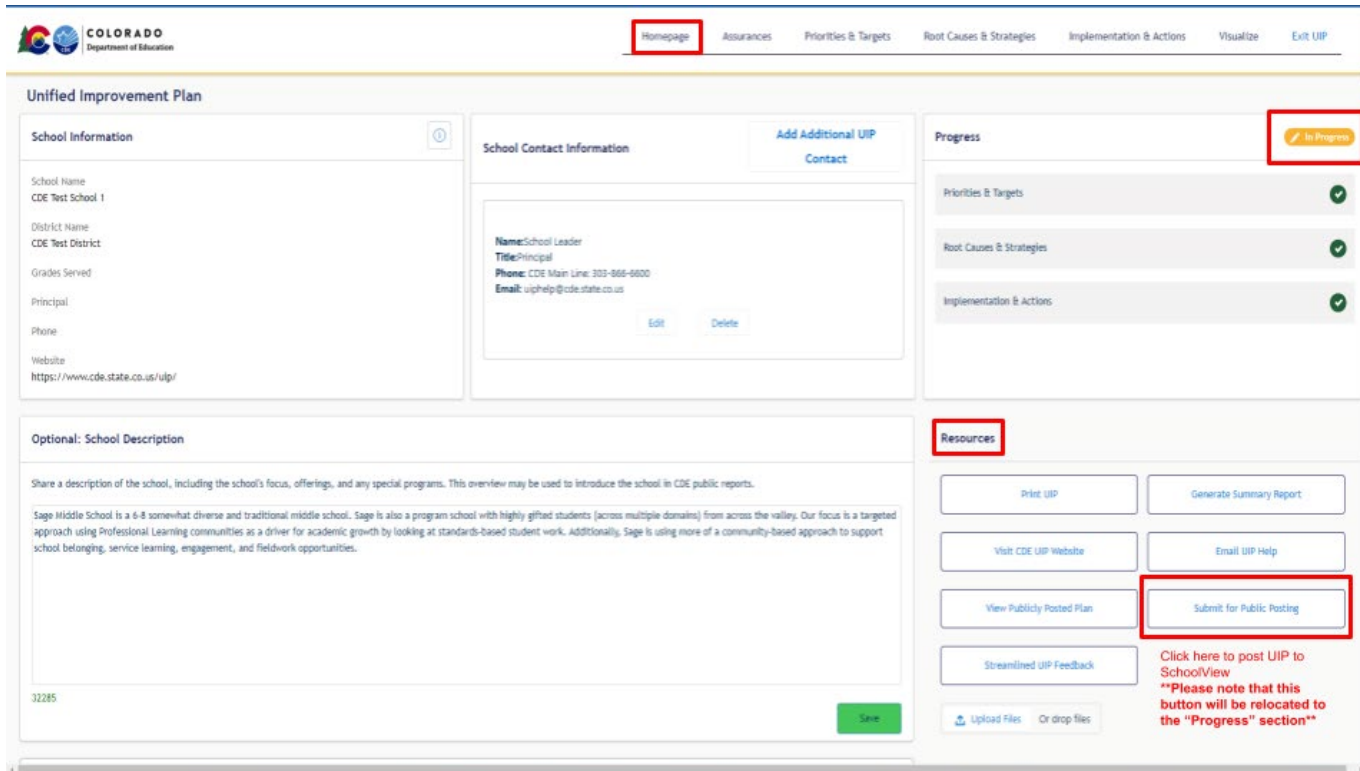 COLORADO
Department of Education
CDE
Homepage
Assurances
Priorities & Targets
Root Causes & Strategies
Implementation & Actions
Visualize
Exit UIP
Unified Improvement Plan
School Information
School Name
CDE Test School 1
District Name
CDE Test District
Grades Served
Principal
Phone
Website
https://www.cde.state.co.us/uip/
School Contact Information
Add Additional UIP
Contact
Name:School Leader
Title:Principal
Phone: CDE Main Line: 303-866-6600
Email: uiphelp@cde.state.co.us
Edit
Delete
Progress
In Progress
Priorities & Targets
Root Causes & Strategies
Implementation & Actions
Optional: School Description
Share a description of the school, including the school's focus, offerings, and any special programs. This overview may be used to introduce the school in CDE public reports.
Sage Middle School is a 6-8 somewhat diverse and traditional middle school. Sage is also a program school with highly gifted students (across multiple domains) from across the valley. Our focus is a targeted
approach using Professional Learning communities as a driver for academic growth by looking at standards-based student work. Additionally, Sage is using more of a community-based approach to support
school belonging, service learning, engagement, and fieldwork opportunities.
32285
Save
Resources
Print UIP
Generate Summary Report
Visit CDE UIP Website
Email UIP Help
View Publicly Posted Plan
Submit for Public Posting
Streamlined UIP Feedback
Upload Files
Or drop files
Click here to post UIP to
SchoolView
**Please note that this
button will be relocated to
the "Progress" section**